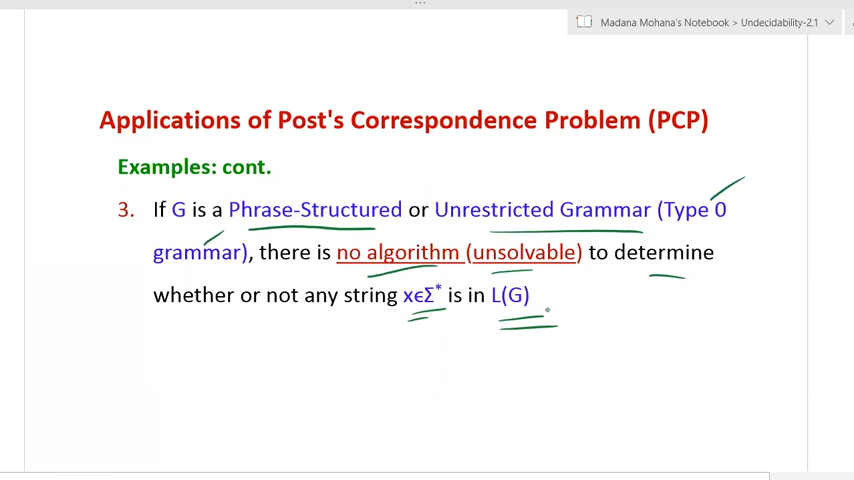 Madana Mohana's Notebook > Undecidability-2.1
Applications of Post's Correspondence Problem (PCP)
Examples: cont.
3. If G is a Phrase-Structured or Unrestricted Grammar (Type 0
grammar), there is no algorithm (unsolvable) to determine
whether or not any string xϵΣ* is in L(G)